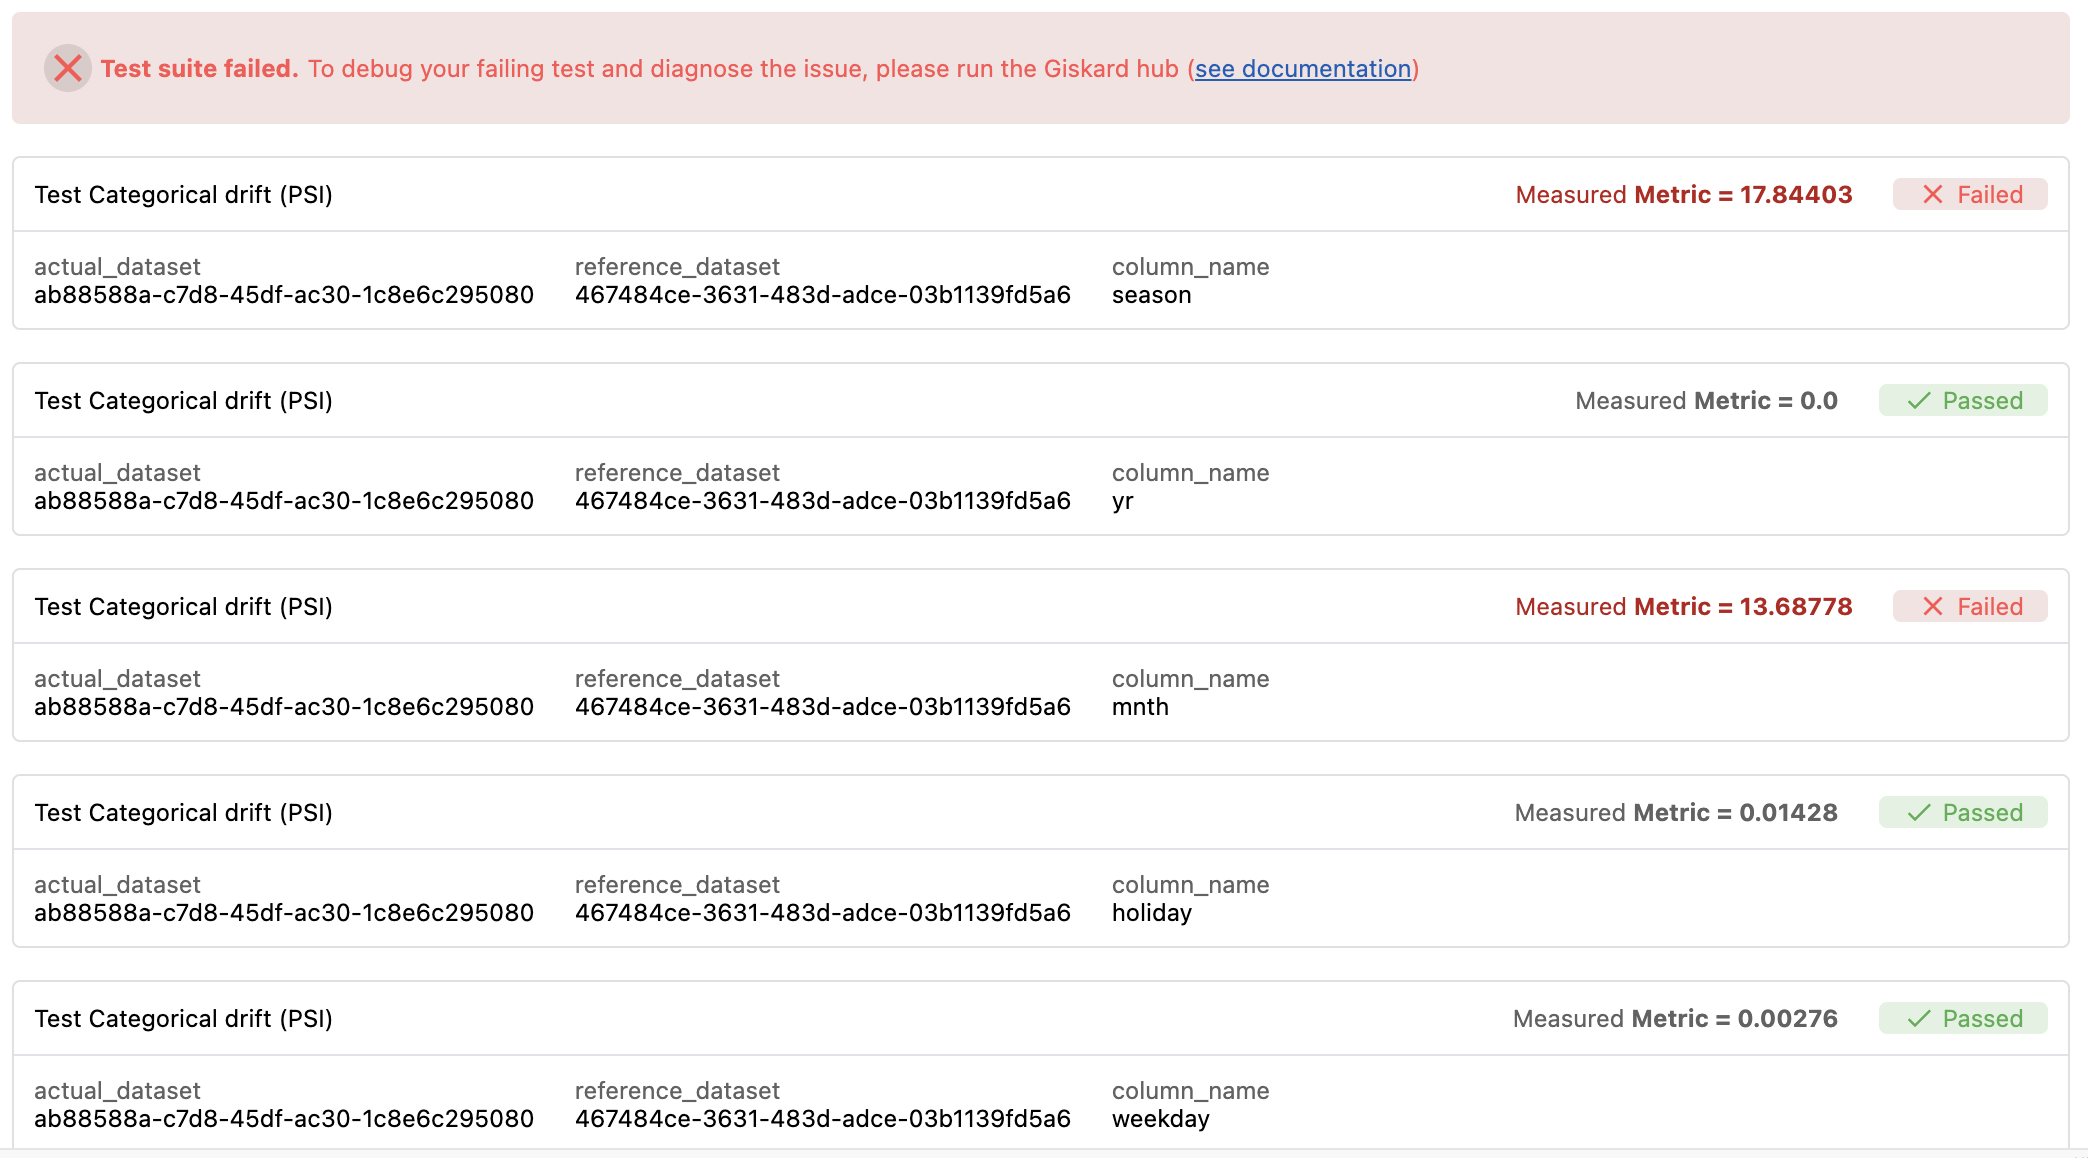 Test suite failed. To debug your failing test and diagnose the issue, please run the Giskard hub (see documentation)
Test Categorical drift (PSI) Measured Metric = 17.84403 Failed
actual_dataset reference_dataset column_name
ab88588a-c7d8-45df-ac30-1c8e6c295080 467484ce-3631-483d-adce-03b1139fd5a6 season
Test Categorical drift (PSI) Measured Metric = 0.0 Passed
actual_dataset reference_dataset column_name
ab88588a-c7d8-45df-ac30-1c8e6c295080 467484ce-3631-483d-adce-03b1139fd5a6 yr
Test Categorical drift (PSI) Measured Metric = 13.68778 Failed
actual_dataset reference_dataset column_name
ab88588a-c7d8-45df-ac30-1c8e6c295080 467484ce-3631-483d-adce-03b1139fd5a6 mnth
Test Categorical drift (PSI) Measured Metric = 0.01428 Passed
actual_dataset reference_dataset column_name
ab88588a-c7d8-45df-ac30-1c8e6c295080 467484ce-3631-483d-adce-03b1139fd5a6 holiday
Test Categorical drift (PSI) Measured Metric = 0.00276 Passed
actual_dataset reference_dataset column_name
ab88588a-c7d8-45df-ac30-1c8e6c295080 467484ce-3631-483d-adce-03b1139fd5a6 weekday